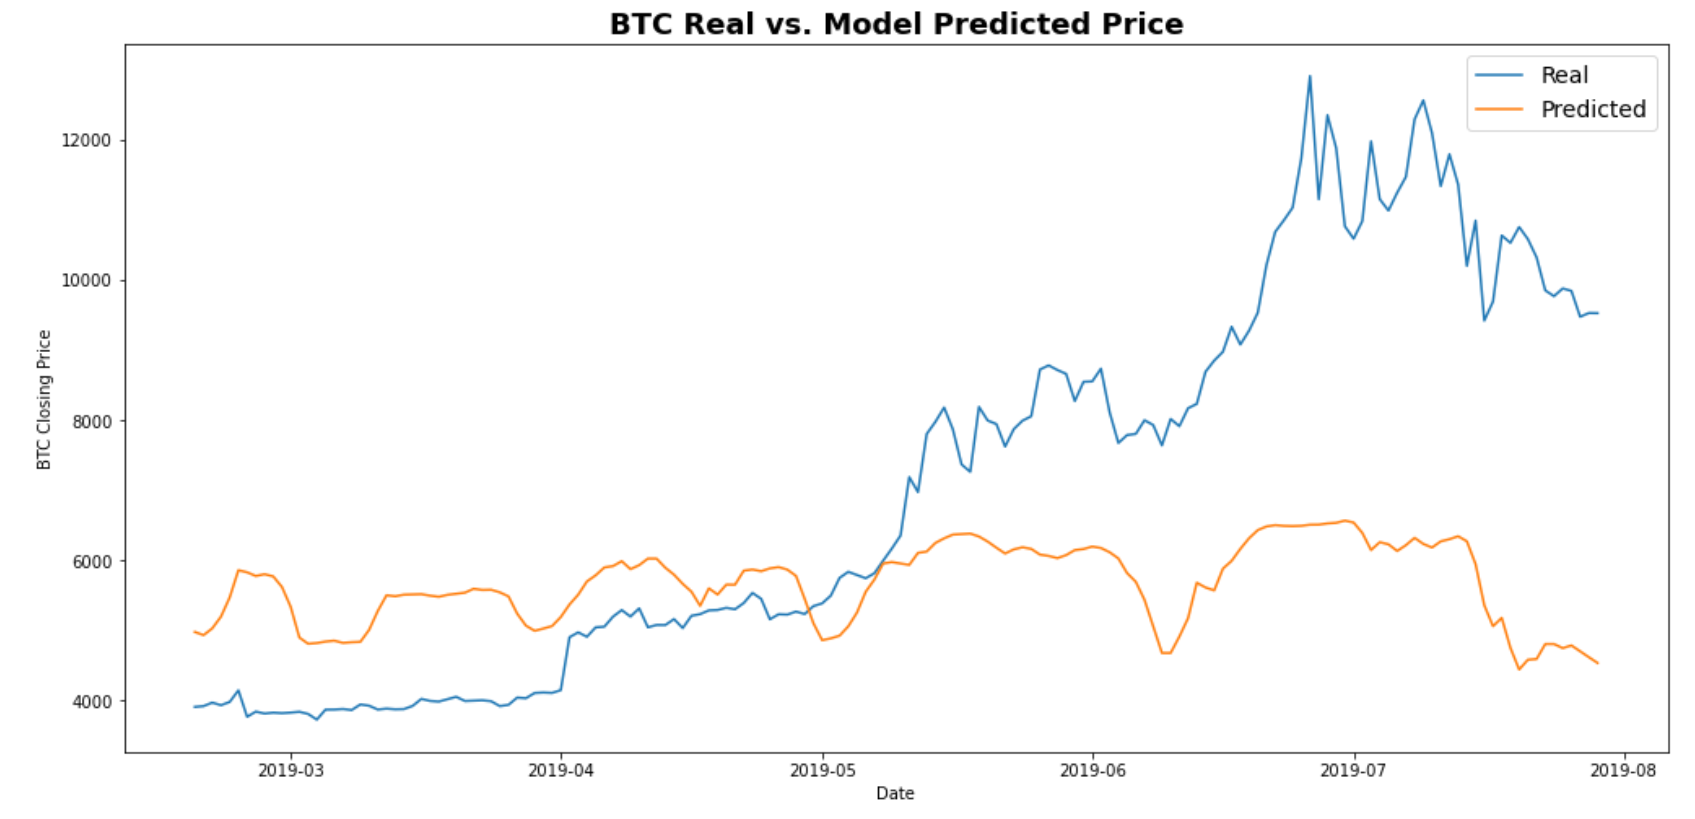 BTC Real vs. Model Predicted Price
Real
Predicted
12000
10000
8000
6000
4000
BTC Closing Price
2019-03
2019-04
2019-05
2019-06
2019-07
2019-08
Date